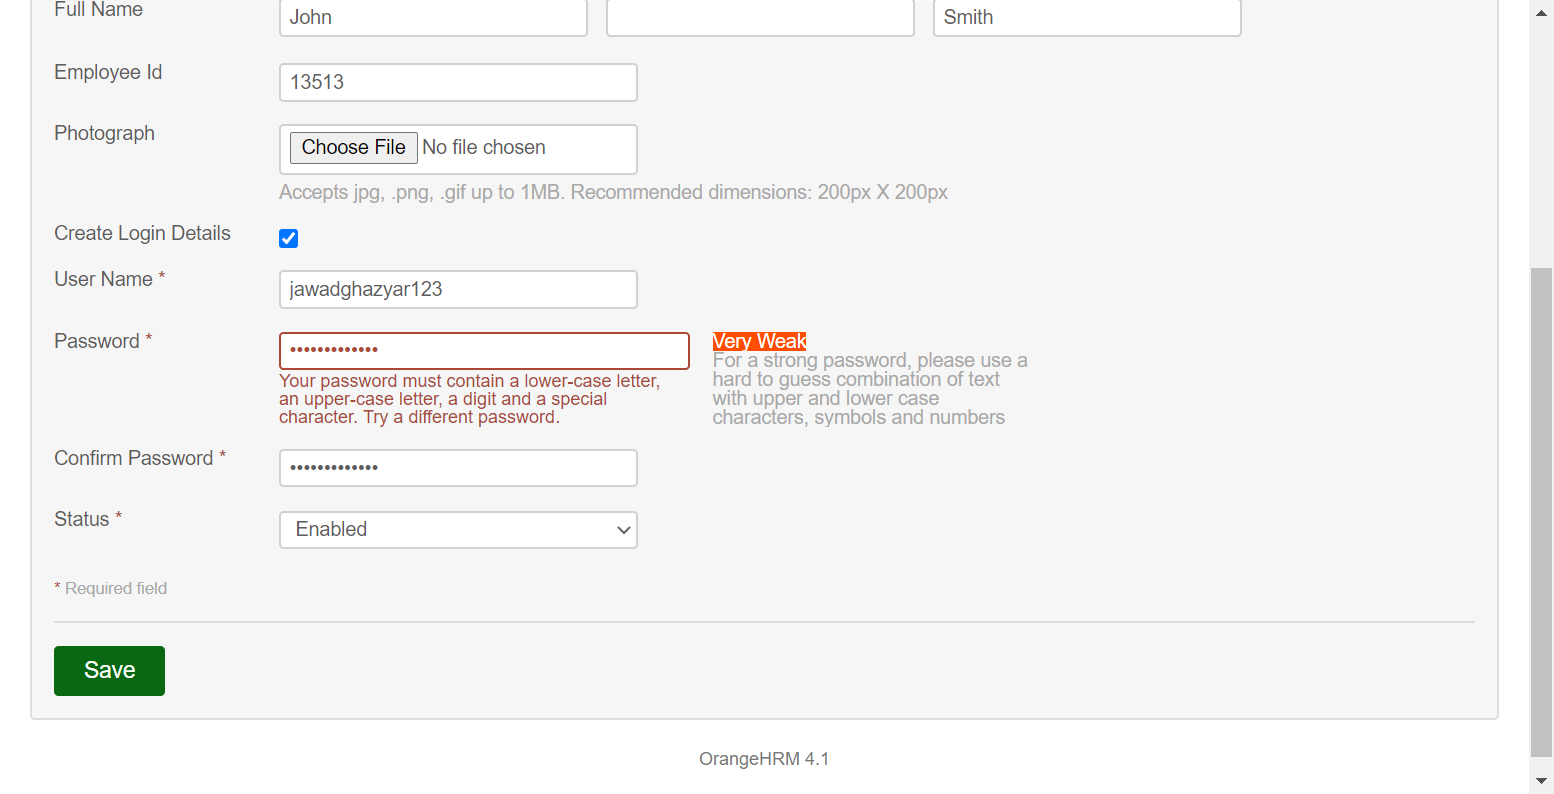 Full Name
John
Smith
Employee Id
13513
Photograph
Choose File No file chosen
Accepts jpg, .png, .gif up to 1MB. Recommended dimensions: 200px X 200px
Create Login Details
User Name *
jawadghazyar123
Password *
•••••••••••••
Very Weak
Your password must contain a lower-case letter,
an upper-case letter, a digit and a special
character. Try a different password.
For a strong password, please use a
hard to guess combination of text
with upper and lower case
characters, symbols and numbers
Confirm Password *
•••••••••••••
Status *
Enabled
* Required field
Save
OrangeHRM 4.1